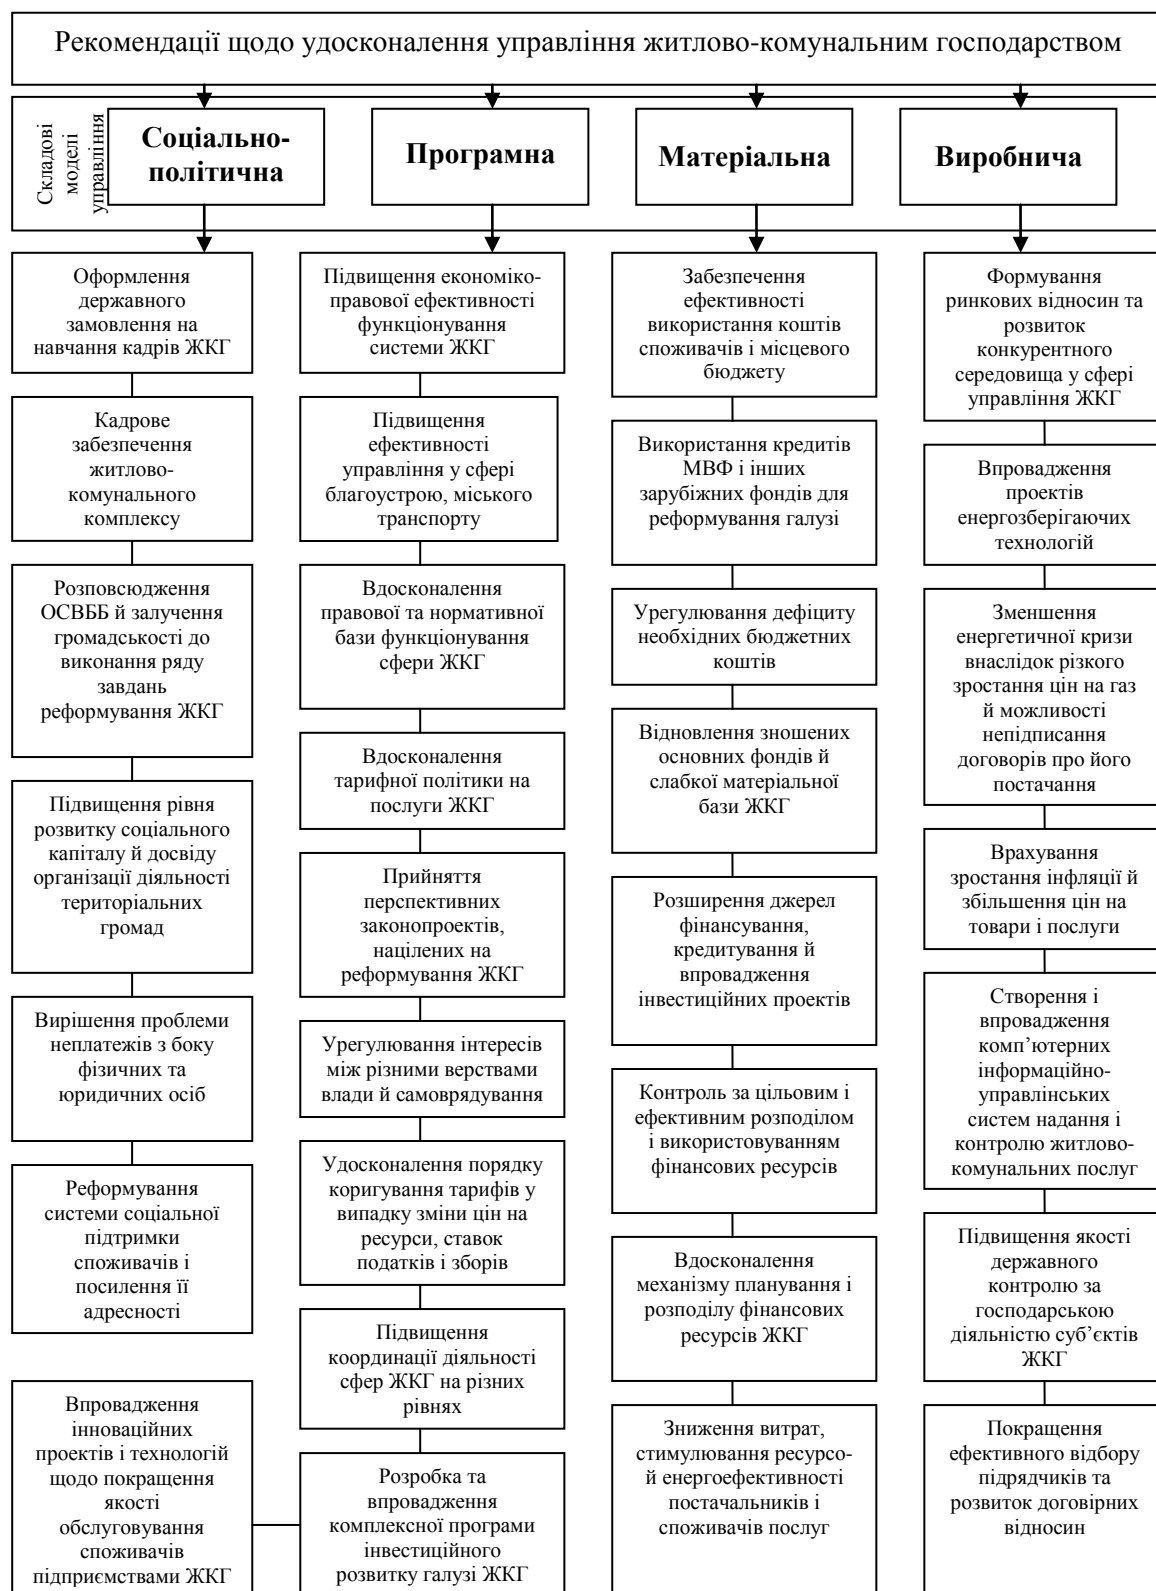 Рекомендації щодо удосконалення управління житлово-комунальним господарством
Складові
моделі
управління
Соціально-
політична
Програмна
Матеріальна
Виробнича
Оформлення
державного
замовлення на
навчання кадрів ЖКГ
Кадрове
забезпечення
житлово-
комунального
комплексу
Розповсюдження
ОСВББ й залучення
громадськості до
виконання ряду
завдань
реформування ЖКГ
Підвищення рівня
розвитку соціального
капіталу й досвіду
організації діяльності
територіальних
громад
Вирішення проблеми
неплатежів з боку
фізичних та
юридичних осіб
Реформування
системи соціальної
підтримки
споживачів і
посилення її
адресності
Впровадження
інноваційних
проектів і технологій
щодо покращення
якості
обслуговування
споживачів
підприємствами ЖКГ
Підвищення економіко-
правової ефективності
функціонування
системи ЖКГ
Підвищення
ефективності
управління у сфері
благоустрою, міського
транспорту
Вдосконалення
правової та нормативної
бази функціонування
сфери ЖКГ
Вдосконалення
тарифної політики на
послуги ЖКГ
Прийняття
перспективних
законопроектів,
націлених на
реформування ЖКГ
Урегулювання інтересів
між різними верствами
влади й самоврядування
Удосконалення порядку
коригування тарифів у
випадку зміни цін на
ресурси, ставок
податків і зборів
Підвищення
координації діяльності
сфер ЖКГ на різних
рівнях
Розробка та
впровадження
комплексної програми
інвестиційного
розвитку галузі ЖКГ
Забезпечення
ефективності
використання коштів
споживачів і місцевого
бюджету
Використання кредитів
МВФ і інших
зарубіжних фондів для
реформування галузі
Урегулювання дефіциту
необхідних бюджетних
коштів
Відновлення зношених
основних фондів й
слабкої матеріальної
бази ЖКГ
Розширення джерел
фінансування,
кредитування й
впровадження
інвестиційних проектів
Контроль за цільовим і
ефективним розподілом
і використовуванням
фінансових ресурсів
Вдосконалення
механізму планування і
розподілу фінансових
ресурсів ЖКГ
Зниження витрат,
стимулювання ресурсо-
й енергоефективності
постачальників і
споживачів послуг
Формування
ринкових відносин та
розвиток
конкурентного
середовища у сфері
управління ЖКГ
Впровадження
проектів
енергозберігаючих
технологій
Зменшення
енергетичної кризи
внаслідок різкого
зростання цін на газ
й можливості
непідписання
договорів про його
постачання
Врахування
зростання інфляції й
збільшення цін на
товари і послуги
Створення і
впровадження
комп’ютерних
інформаційно-
управлінських
систем надання і
контролю житлово-
комунальних послуг
Підвищення якості
державного
контролю за
господарською
діяльністю суб’єктів
ЖКГ
Покращення
ефективного відбору
підрядчиків та
розвиток договірних
відносин